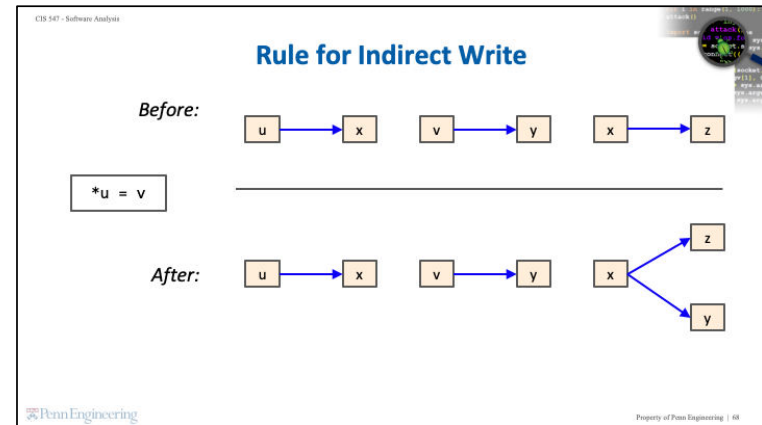 CIS 547 - Software Analysis
Rule for Indirect Write
Before:
u x v y x z
*u = v
After:
u x v y x z
y
Penn Engineering
Property of Penn Engineering | 68